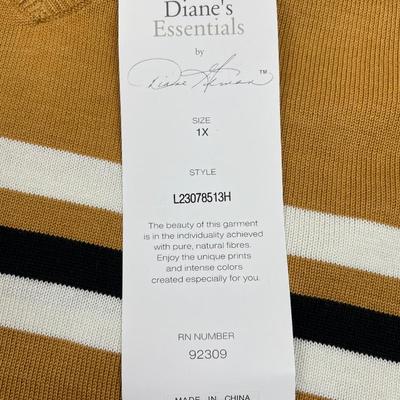 Diane's
Essentials
by
Diane Gilman™
SIZE
1X
STYLE
L23078513H
The beauty of this garment
is in the individuality achieved
with pure, natural fibres.
Enjoy the unique prints
and intense colors
created especially for you.
RN NUMBER
92309
MADE IN CHINA